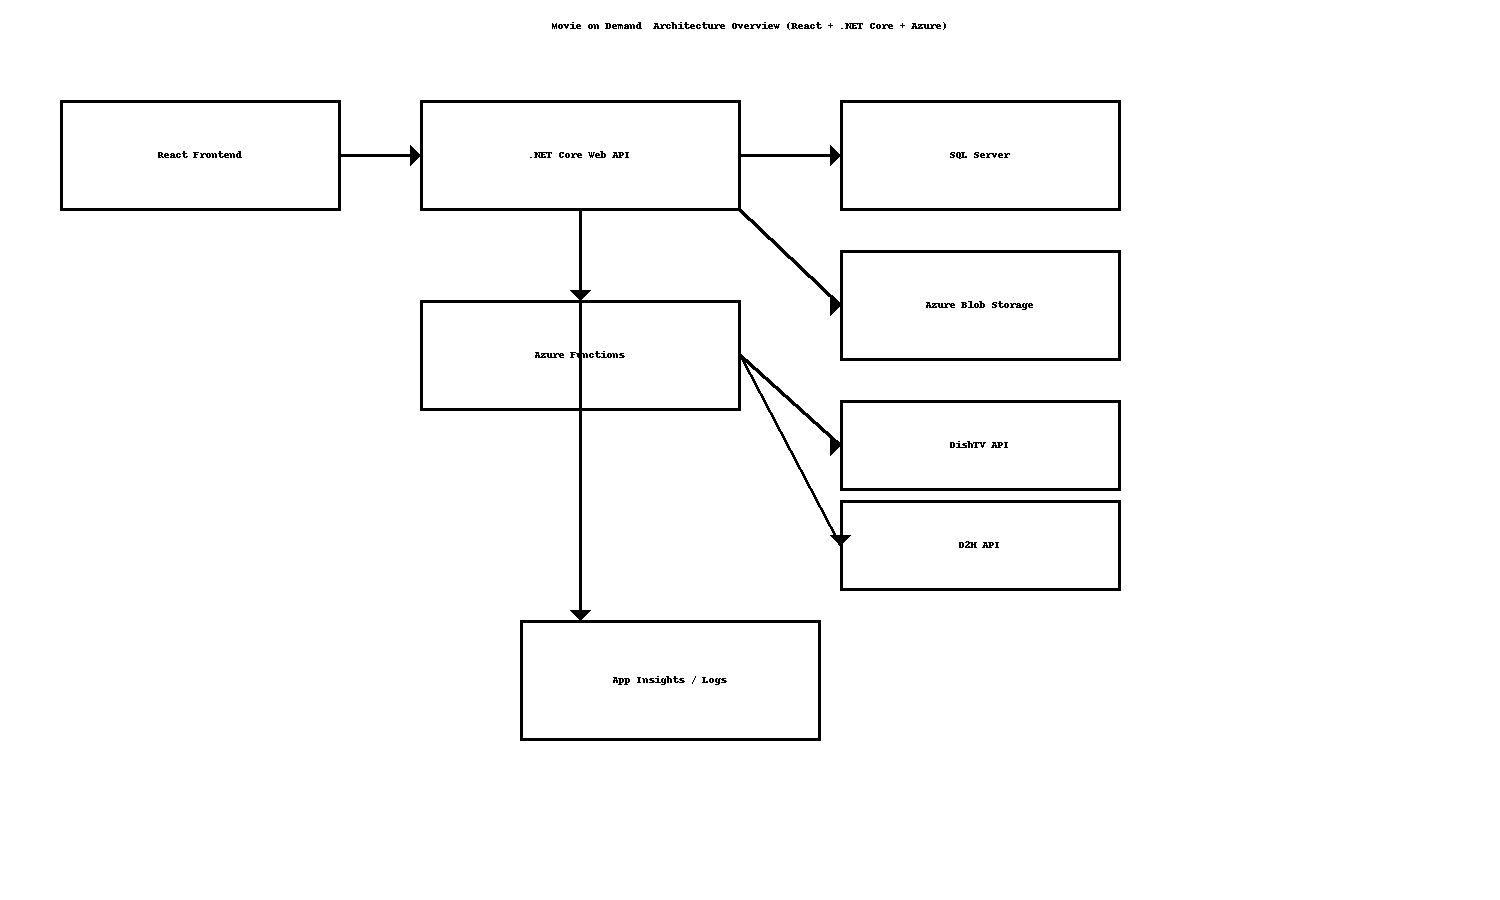 Movie on Demand  Architecture Overview (React + .NET Core + Azure)
React Frontend
.NET Core Web API
SQL Server
Azure Blob Storage
Azure Functions
DishTV API
D2H API
App Insights / Logs